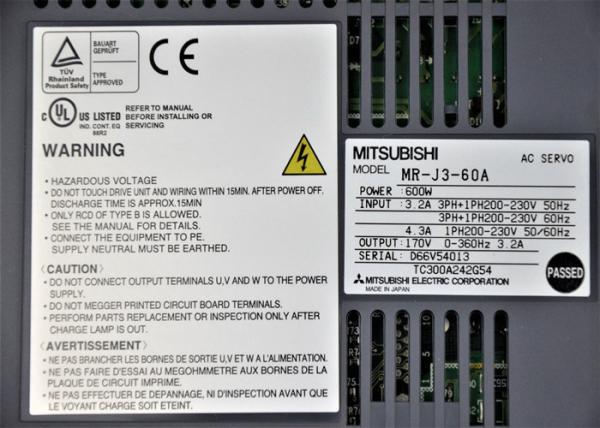 TÜV
Rheinland
Product Safety
BAUART
GEPRÜFT
TYPE
APPROVED
CE
C UL US LISTED
IND. CONT. EQ
88R2
REFER TO MANUAL
BEFORE INSTALLING OR
SERVICING
WARNING
• HAZARDOUS VOLTAGE
• DO NOT TOUCH DRIVE UNIT AND WIRING WITHIN 15MIN. AFTER POWER OFF.
DISCHARGE TIME IS APPROX.15MIN
• ONLY RCD OF TYPE B IS ALLOWED.
SEE THE MANUAL FOR DETAILS.
• CONNECT THE EQUIPMENT TO PE.
SUPPLY NEUTRAL MUST BE EARTHED.
〈CAUTION〉
• DO NOT CONNECT OUTPUT TERMINALS U,V AND W TO THE POWER
SUPPLY.
• DO NOT MEGGER PRINTED CIRCUIT BOARD TERMINALS.
• PERFORM PARTS REPLACEMENT OR INSPECTION ONLY AFTER
CHARGE LAMP TURNS OFF.
〈AVERTISSEMENT〉
• NE PAS BRANCHER LES BORNES DE SORTIE U,V ET W A L'ALIMENTATION.
• NE PAS FAIRE D'ESSAI AU MEGOHMMETRE AUX BORNES DE LA
PLAQUE DE CIRCUIT IMPRIME.
• NE PAS EFFECTUER DE DEPANNAGE, NI D'INSPECTION AVANT QUE
LE VOYANT CHARGE SOIT ETEINT.
MITSUBISHI AC SERVO
MODEL MR-J3-60A
POWER : 600W
INPUT : 3.2A 3PH+1PH200-230V 50Hz
3PH+1PH200-230V 60Hz
4.3A 1PH200-230V 50/60Hz
OUTPUT: 170V 0-360Hz 3.2A
SERIAL: D66V54013
TC300A242G54
MITSUBISHI ELECTRIC CORPORATION
MADE IN JAPAN
PASSED